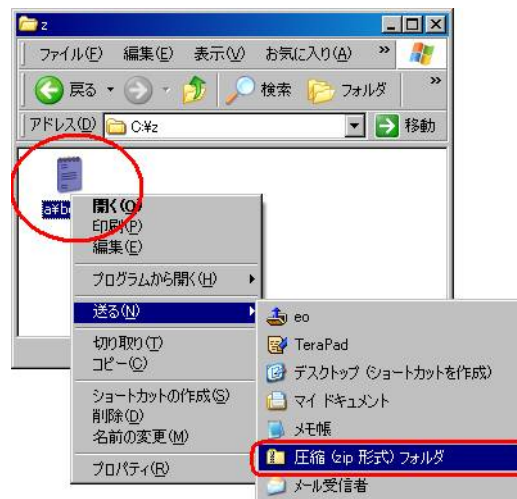 z
ファイル(F) 編集(E) 表示(V) お気に入り(A) »
戻る 検索 フォルダ »
アドレス(D) C:¥z 移動
開く(O)
印刷(P)
編集(E)
プログラムから開く(H)
送る(N)
切り取り(T)
コピー(C)
ショートカットの作成(S)
削除(D)
名前の変更(M)
プロパティ(R)
eo
TeraPad
デスクトップ (ショートカットを作成)
マイ ドキュメント
メモ帳
圧縮 (zip 形式) フォルダ
メール受信者